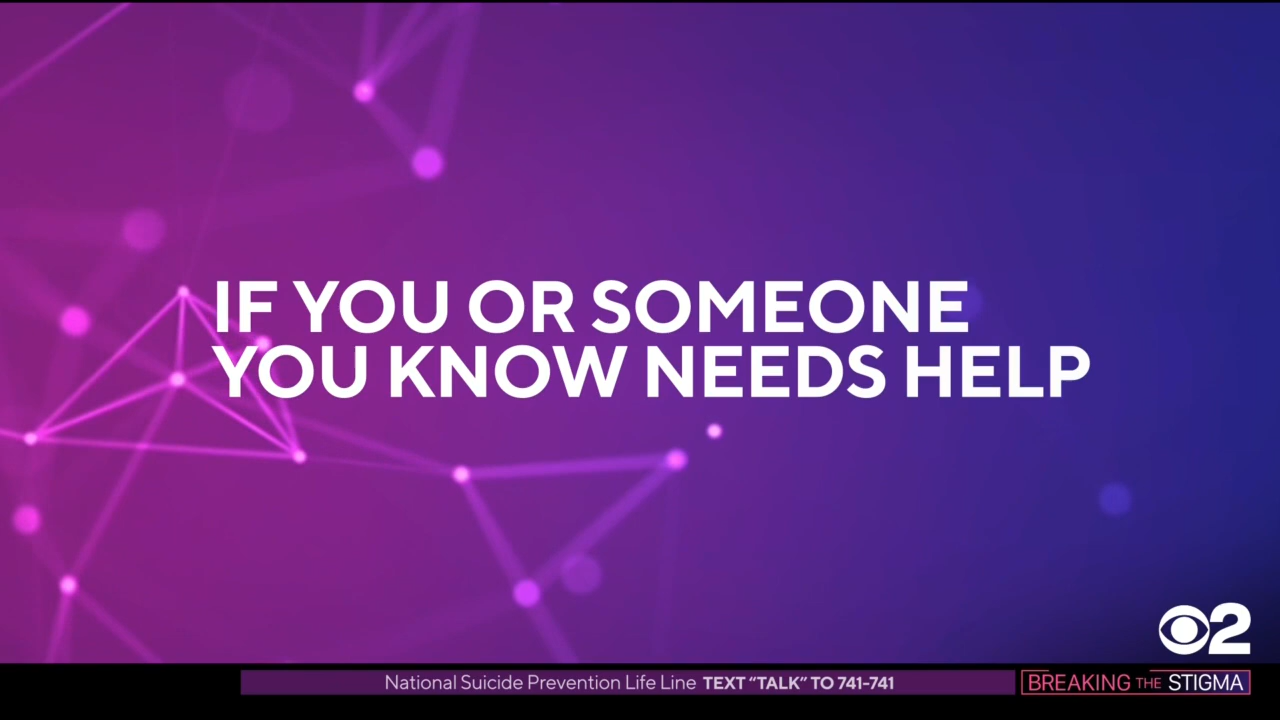 IF YOU OR SOMEONE
YOU KNOW NEEDS HELP
2
National Suicide Prevention Life Line TEXT “TALK” TO 741-741
BREAKING THE STIGMA